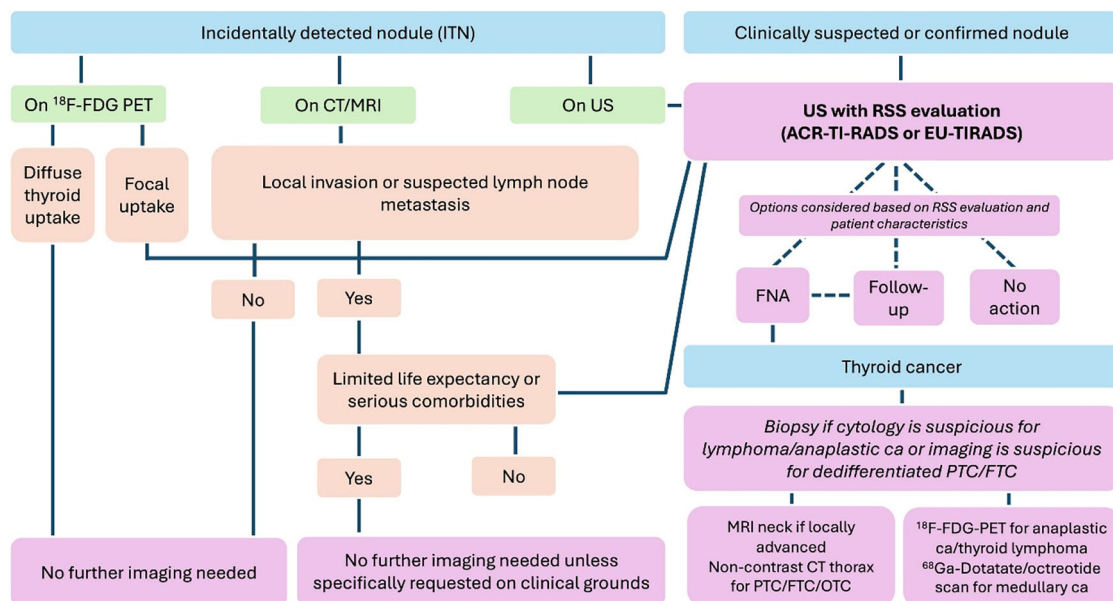 Incidentally detected nodule (ITN)
Clinically suspected or confirmed nodule
On ¹⁸F-FDG PET
On CT/MRI
On US
US with RSS evaluation
(ACR-TI-RADS or EU-TIRADS)
Diffuse
thyroid
uptake
Focal
uptake
Local invasion or suspected lymph node
metastasis
Options considered based on RSS evaluation and
patient characteristics
No
Yes
FNA
Follow-
up
No
action
Limited life expectancy or
serious comorbidities
Thyroid cancer
Yes
No
Biopsy if cytology is suspicious for
lymphoma/anaplastic ca or imaging is suspicious
for dedifferentiated PTC/FTC
No further imaging needed
No further imaging needed unless
specifically requested on clinical grounds
MRI neck if locally
advanced
Non-contrast CT thorax
for PTC/FTC/OTC
¹⁸F-FDG-PET for anaplastic
ca/thyroid lymphoma
⁶⁸Ga-Dotatate/octreotide
scan for medullary ca